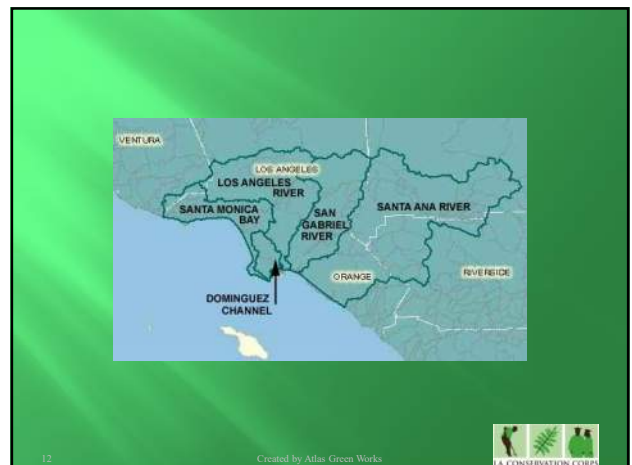 VENTURA
LOS ANGELES
LOS ANGELES
RIVER
SANTA MONICA
BAY
SAN
GABRIEL
RIVER
SANTA ANA RIVER
ORANGE
RIVERSIDE
DOMINGUEZ
CHANNEL
12
Created by Atlas Green Works
LA CONSERVATION CORPS